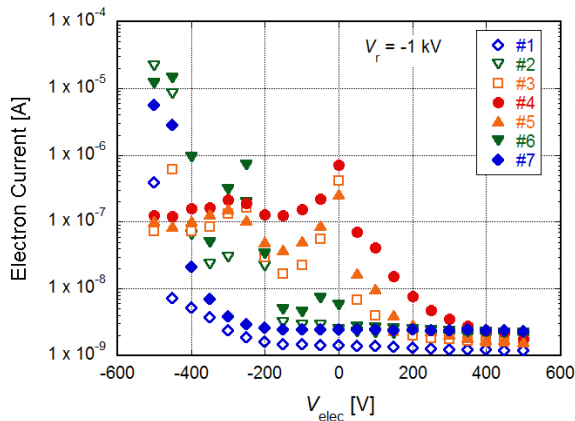 1 x 10⁻⁴
1 x 10⁻⁵
1 x 10⁻⁶
1 x 10⁻⁷
1 x 10⁻⁸
1 x 10⁻⁹
Electron Current [A]
Vr = -1 kV
#1
#2
#3
#4
#5
#6
#7
-600 -400 -200 0 200 400 600
Velec [V]